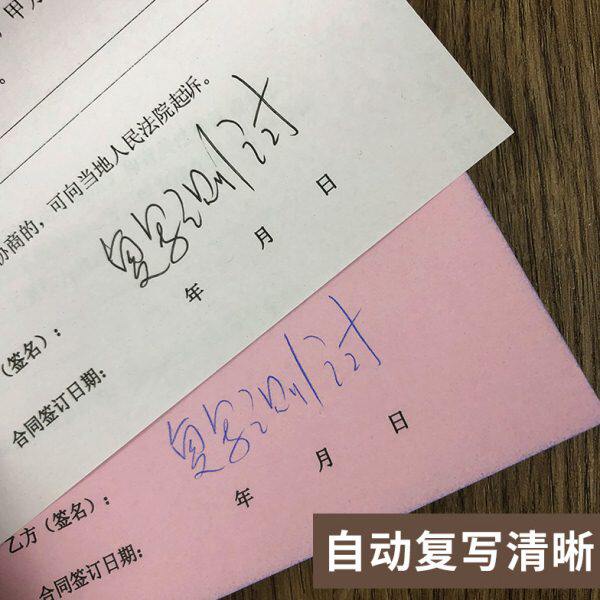 ，甲
协商的，可向当地人民法院起诉。
（签名）：
复写测试
合同签订日期：
年 月 日
乙方（签名）：
复写测试
合同签订日期：
年 月 日
自动复写清晰